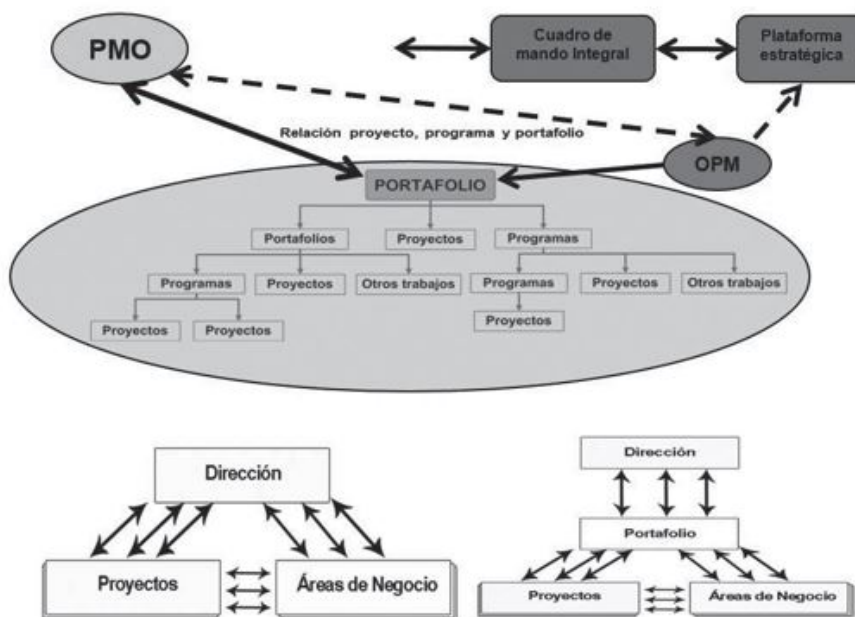 PMO
Cuadro de
mando Integral
Plataforma
estratégica
Relación proyecto, programa y portafolio
OPM
PORTAFOLIO
Portafolios
Proyectos
Programas
Programas
Proyectos
Otros trabajos
Programas
Proyectos
Otros trabajos
Proyectos
Proyectos
Proyectos
Dirección
Proyectos
Áreas de Negocio
Dirección
Portafolio
Proyectos
Áreas de Negocio